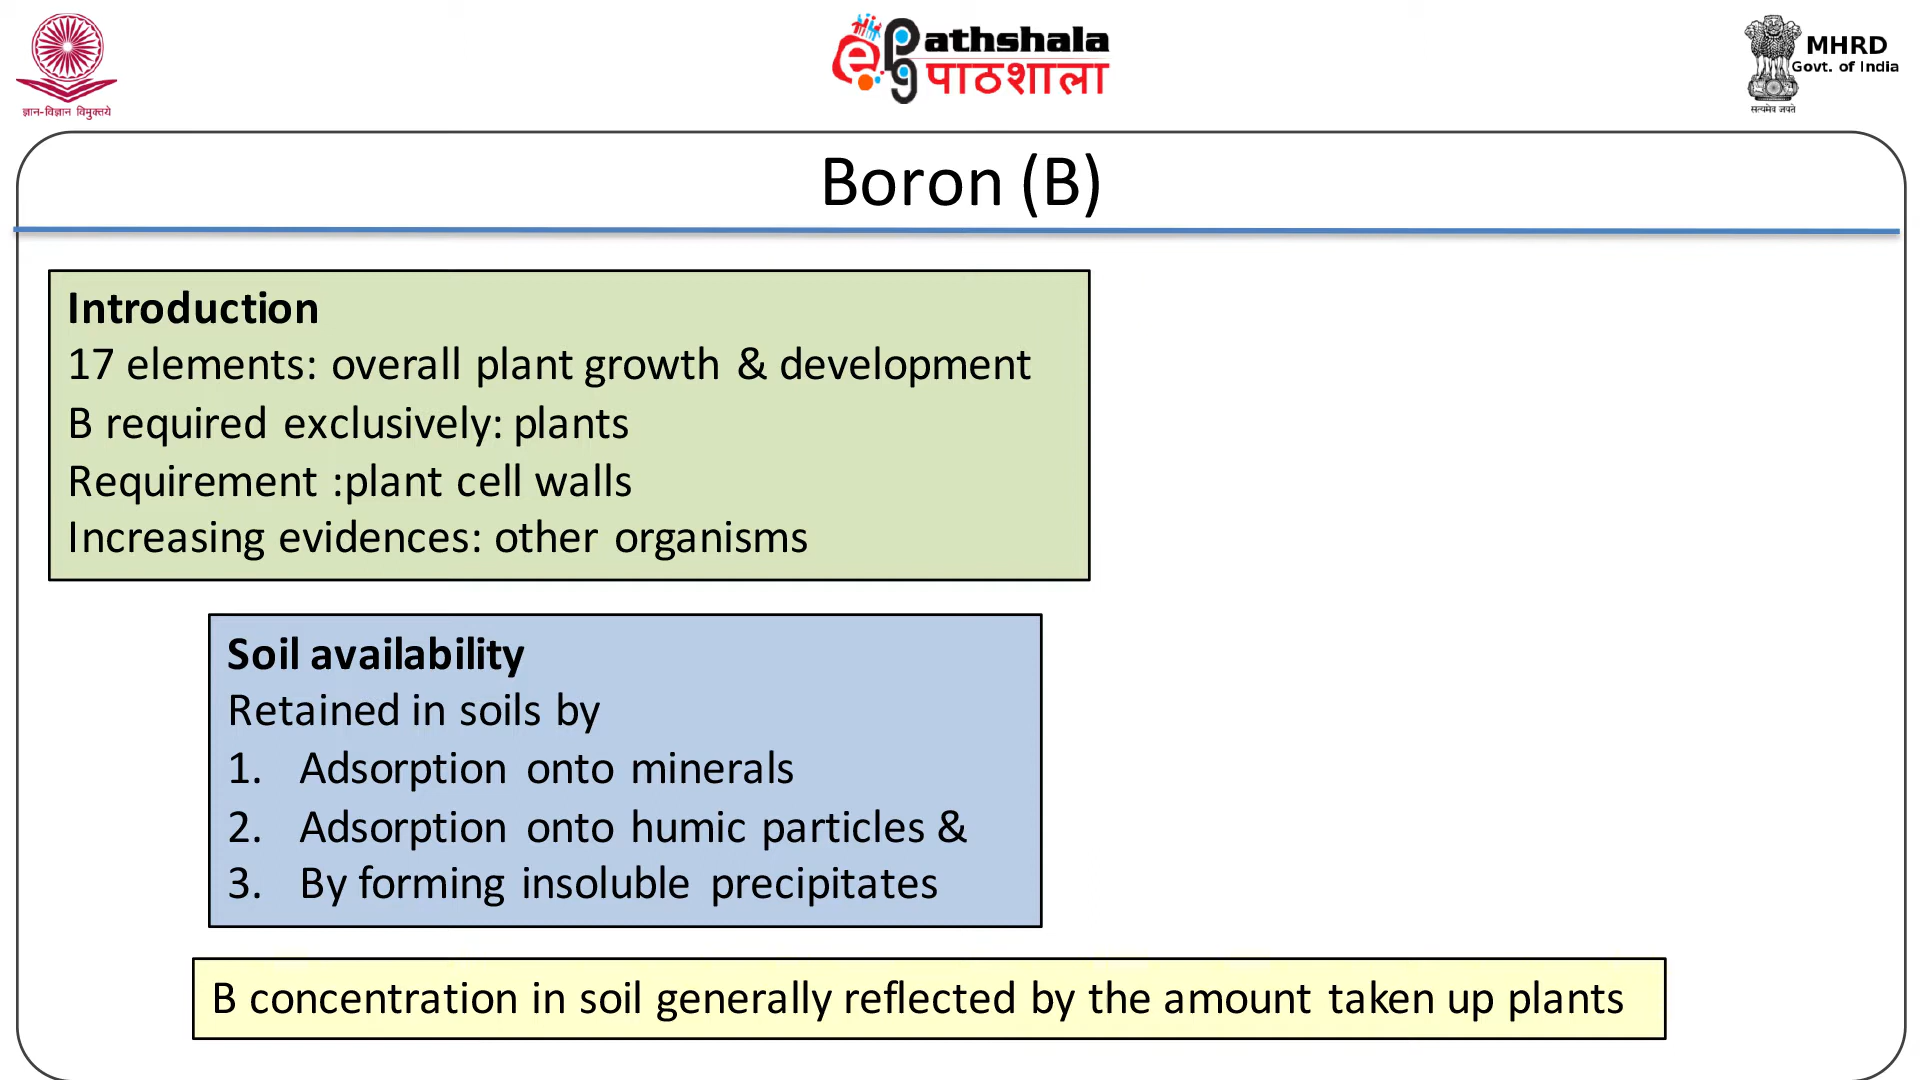 ज्ञान-विज्ञान विमुक्तये
ePathshala
पाठशाला
MHRD
Govt. of India
सत्यमेव जयते
Boron (B)
Introduction
17 elements: overall plant growth & development
B required exclusively: plants
Requirement :plant cell walls
Increasing evidences: other organisms
Soil availability
Retained in soils by
1. Adsorption onto minerals
2. Adsorption onto humic particles &
3. By forming insoluble precipitates
B concentration in soil generally reflected by the amount taken up plants